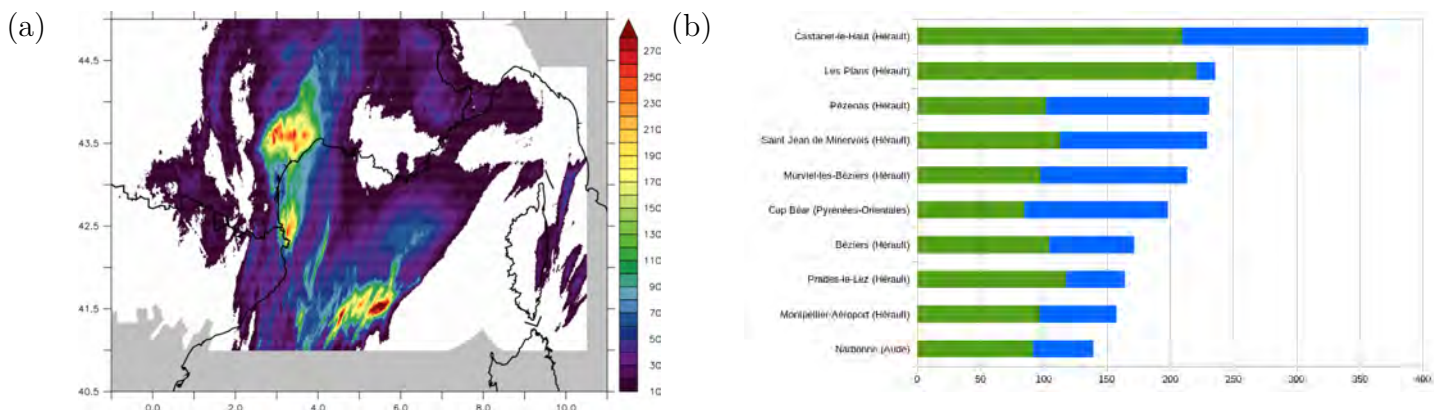 (a)
44.5
43.5
42.5
41.5
40.5
0.0 2.0 4.0 6.0 8.0 10.0
270
250
230
210
190
170
150
130
110
90
70
50
30
10
(b)
Castanet-le-Haut (Hérault)
Les Plans (Hérault)
Pézenas (Hérault)
Saint Jean de Minervois (Hérault)
Murviel-les-Béziers (Hérault)
Cap Béar (Pyrénées-Orientales)
Béziers (Hérault)
Prades-le-Lez (Hérault)
Montpellier-Aéroport (Hérault)
Narbonne (Aude)
0 50 100 150 200 250 300 350 400